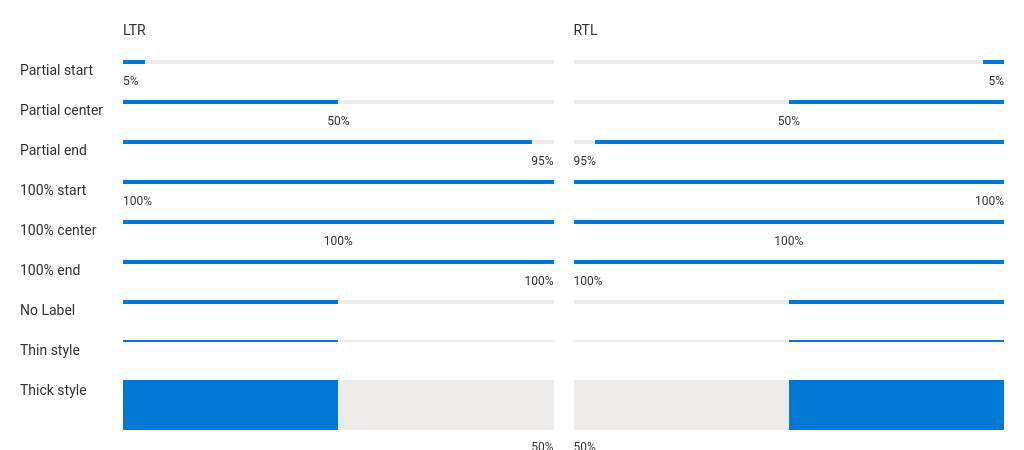 LTR RTL
Partial start
5% 5%
Partial center
50% 50%
Partial end
95% 95%
100% start
100% 100%
100% center
100% 100%
100% end
100% 100%
No Label
Thin style
Thick style
50% 50%